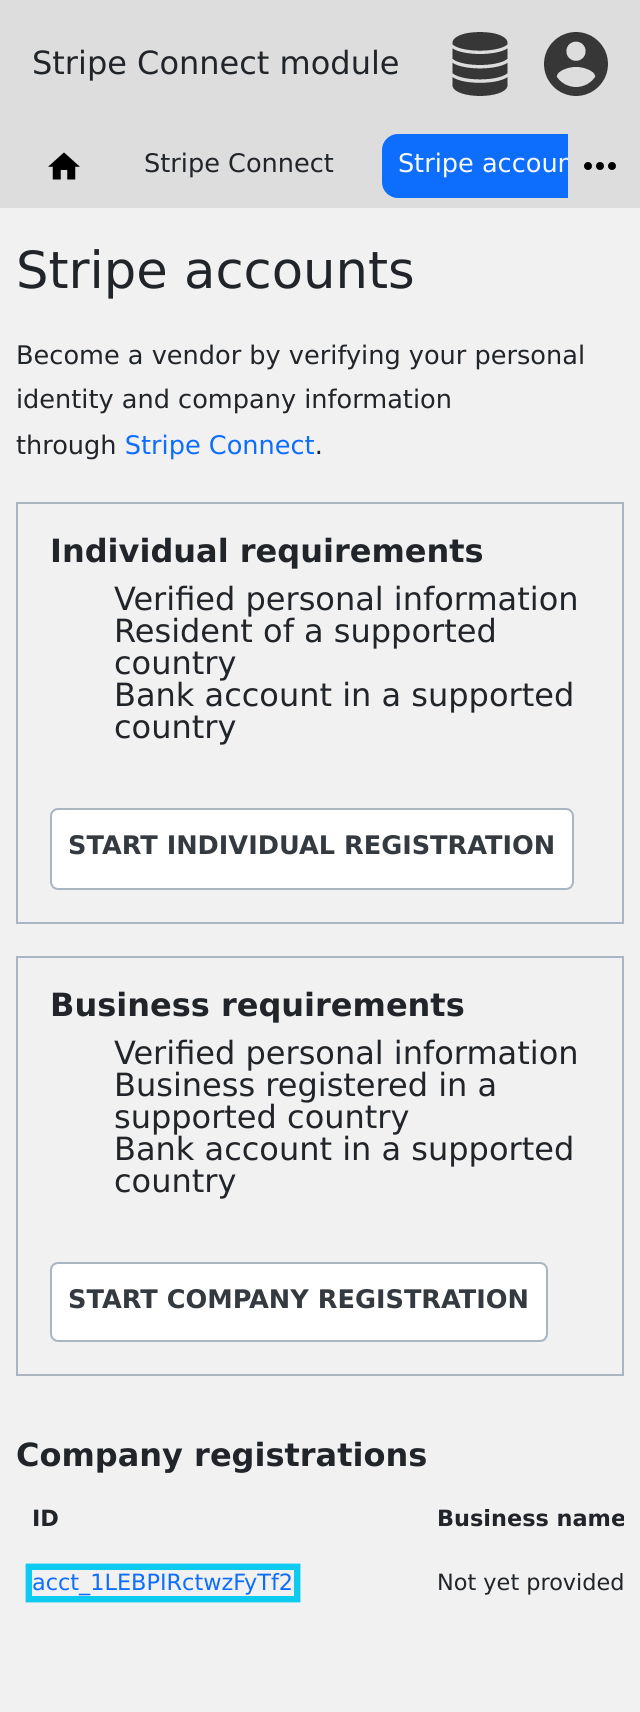 Stripe Connect module
Stripe Connect
Stripe accour
Stripe accounts
Become a vendor by verifying your personal
identity and company information
through Stripe Connect.
Individual requirements
Verified personal information
Resident of a supported
country
Bank account in a supported
country
START INDIVIDUAL REGISTRATION
Business requirements
Verified personal information
Business registered in a
supported country
Bank account in a supported
country
START COMPANY REGISTRATION
Company registrations
ID Business name
acct_1LEBPIRctwzFyTf2 Not yet provided